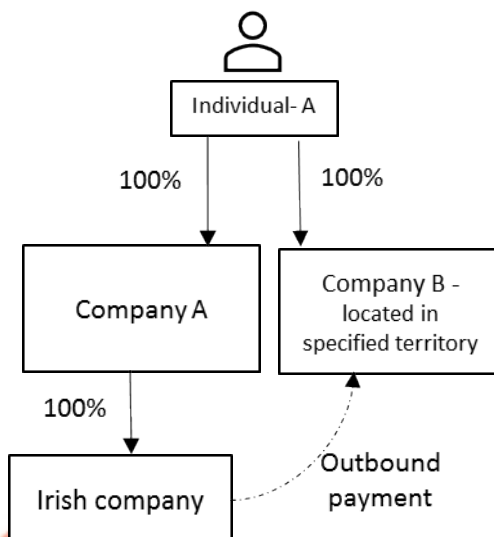 Individual- A
100%
100%
Company A
Company B -
located in
specified territory
100%
Irish company
Outbound
payment